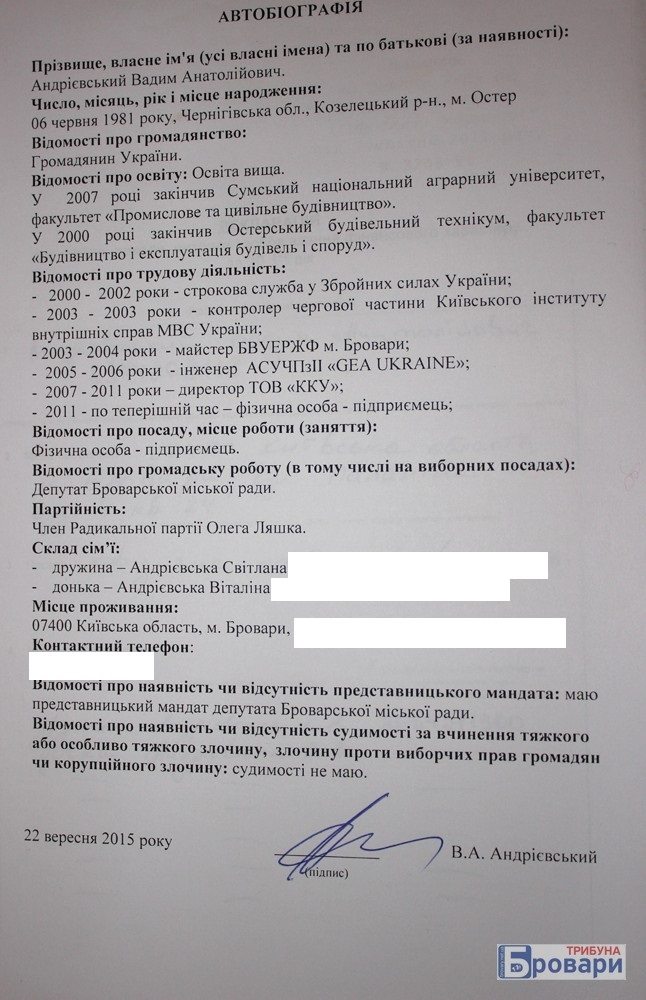 АВТОБІОГРАФІЯ
Прізвище, власне ім'я (усі власні імена) та по батькові (за наявності):
Андрієвський Вадим Анатолійович.
Число, місяць, рік і місце народження:
06 червня 1981 року, Чернігівська обл., Козелецький р-н., м. Остер
Відомості про громадянство:
Громадянин України.
Відомості про освіту: Освіта вища.
У 2007 році закінчив Сумський національний аграрний університет,
факультет «Промислове та цивільне будівництво».
У 2000 році закінчив Остерський будівельний технікум, факультет
«Будівництво і експлуатація будівель і споруд».
Відомості про трудову діяльність:
- 2000 - 2002 роки - строкова служба у Збройних силах України;
- 2003 - 2003 роки - контролер чергової частини Київського інституту
внутрішніх справ МВС України;
- 2003 - 2004 роки - майстер БВУЕРЖФ м. Бровари;
- 2005 - 2006 роки - інженер АСУЧПзІІ «GEA UKRAINE»;
- 2007 - 2011 роки – директор ТОВ «ККУ»;
- 2011 - по теперішній час – фізична особа - підприємець;
Відомості про посаду, місце роботи (заняття):
Фізична особа - підприємець.
Відомості про громадську роботу (в тому числі на виборних посадах):
Депутат Броварської міської ради.
Партійність:
Член Радикальної партії Олега Ляшка.
Склад сім’ї:
- дружина – Андрієвська Світлана
- донька – Андрієвська Віталіна
Місце проживання:
07400 Київська область, м. Бровари,
Контактний телефон:
Відомості про наявність чи відсутність представницького мандата: маю
представницький мандат депутата Броварської міської ради.
Відомості про наявність чи відсутність судимості за вчинення тяжкого
або особливо тяжкого злочину, злочину проти виборчих прав громадян
чи корупційного злочину: судимості не маю.
22 вересня 2015 року
В.А. Андрієвський
(підпис)
ТРИБУНА
Бровари